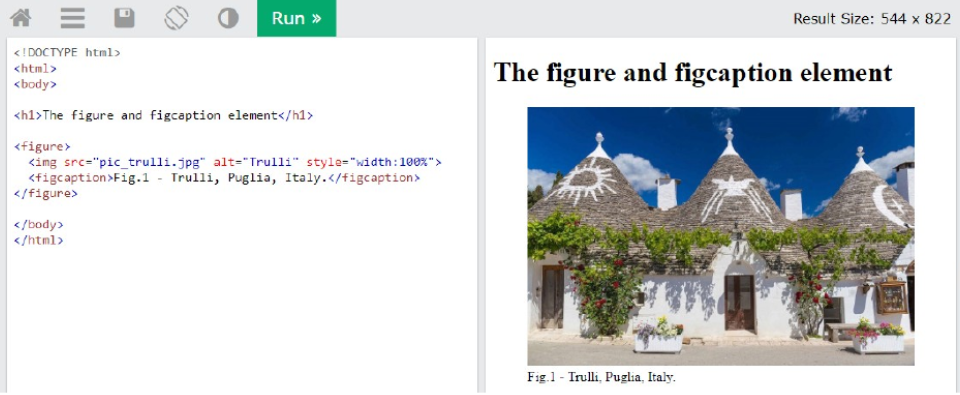 Run »
Result Size: 544 x 822
<!DOCTYPE html>
<html>
<body>
<h1>The figure and figcaption element</h1>
<figure>
<img src="pic_trulli.jpg" alt="Trulli" style="width:100%">
<figcaption>Fig.1 - Trulli, Puglia, Italy.</figcaption>
</figure>
</body>
</html>
The figure and figcaption element
Fig.1 - Trulli, Puglia, Italy.